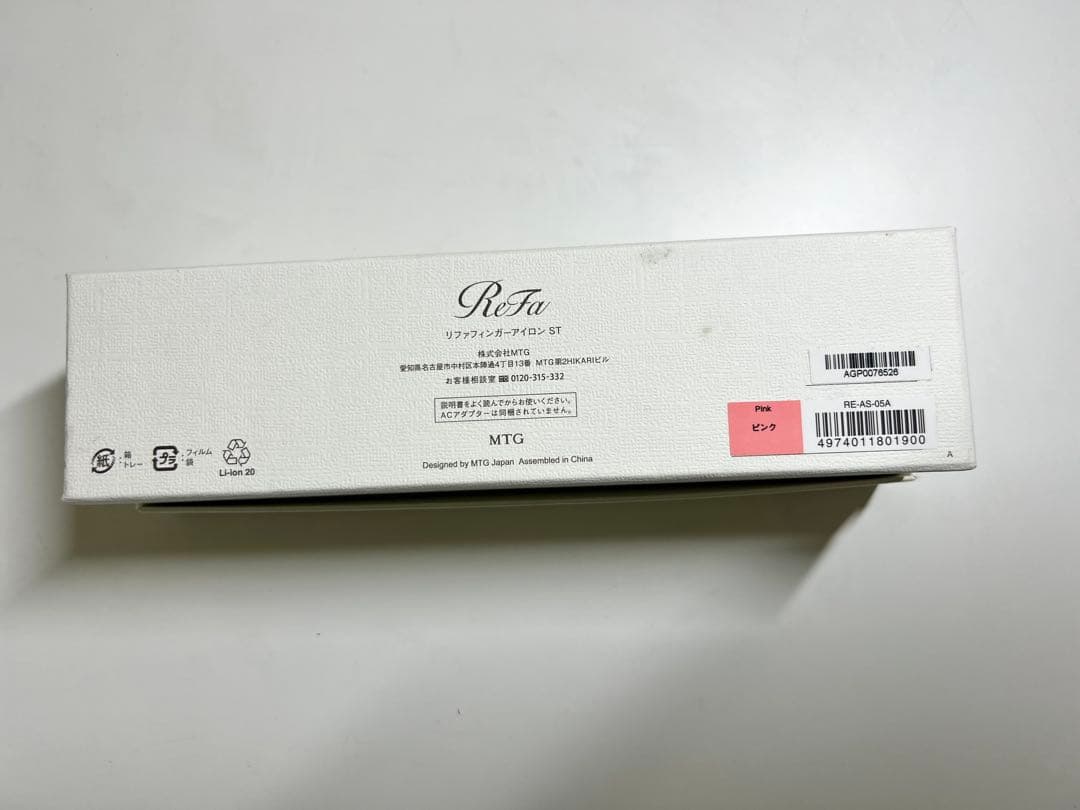 ReFa
リファフィンガーアイロン ST
株式会社MTG
愛知県名古屋市中村区本陣通4丁目13番 MTG第2HIKARIビル
お客様相談室 0120-315-332
説明書をよく読んでからお使いください。
ACアダプターは同梱されていません。
MTG
Designed by MTG Japan Assembled in China
紙 : 箱
トレー
プラ : フィルム
袋
Li-ion 20
AGP0076526
Pink
ピンク
RE-AS-05A
4974011801900
A